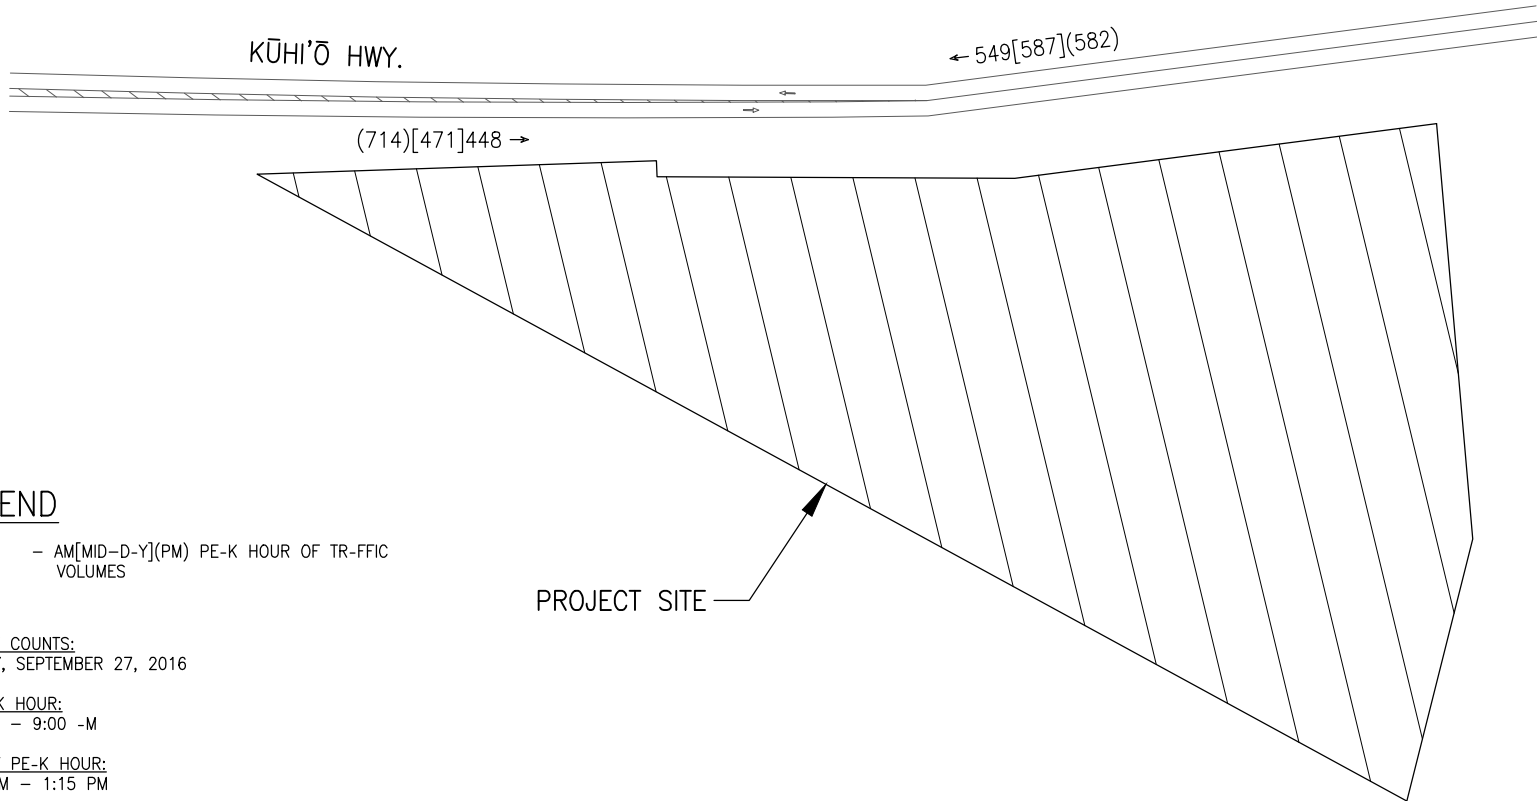 KŪHI'Ō HWY.
← 549[587](582)
(714)[471]448 →
END
– AM[MID–D-Y](PM) PE-K HOUR OF TR-FFIC
VOLUMES
PROJECT SITE
COUNTS:
, SEPTEMBER 27, 2016
K HOUR:
– 9:00 -M
PE-K HOUR:
M – 1:15 PM